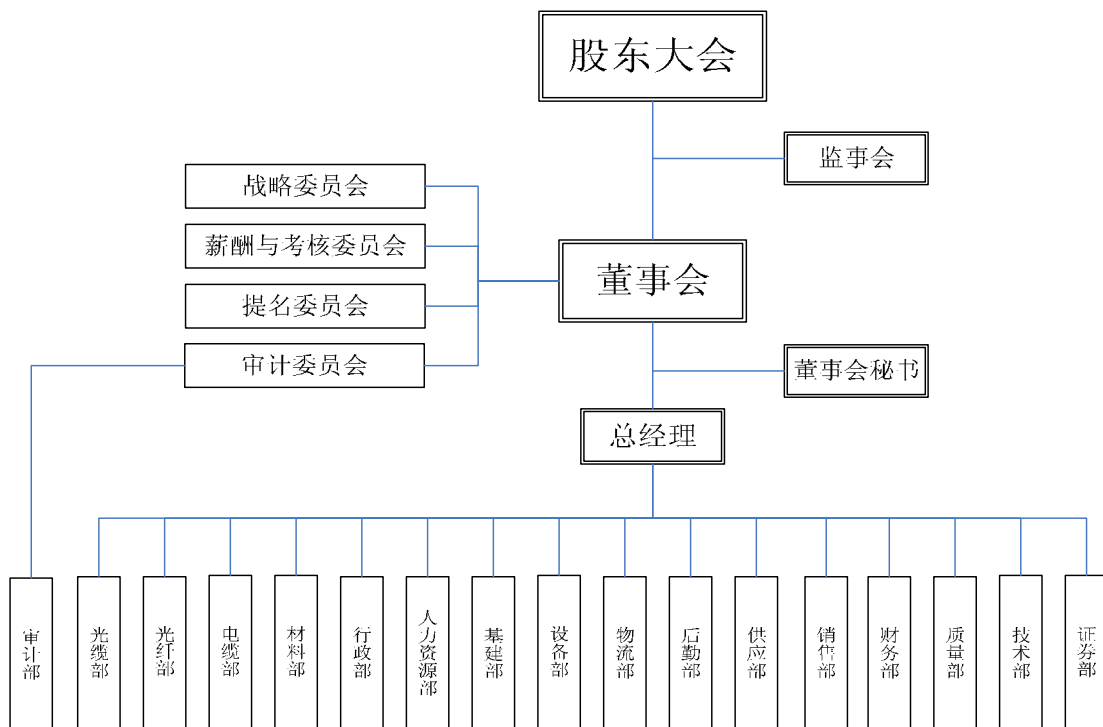 股东大会
监事会
战略委员会
薪酬与考核委员会
董事会
提名委员会
审计委员会
董事会秘书
总经理
审计部
光缆部
光纤部
电缆部
材料部
行政部
人力资源部
基建部
设备部
物流部
后勤部
供应部
销售部
财务部
质量部
技术部
证券部